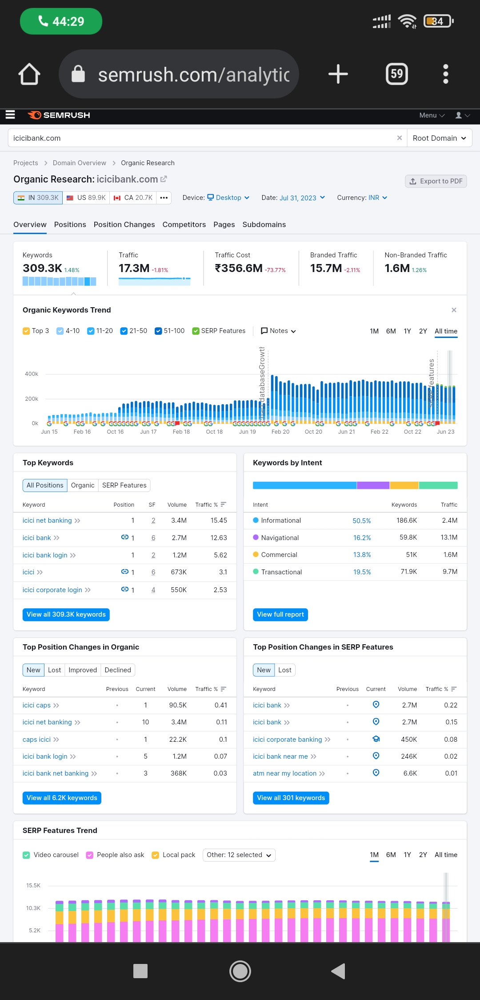 44:29
34
semrush.com/analytic
59
SEMRUSH
Menu
icicibank.com
Root Domain
Projects > Domain Overview > Organic Research
Organic Research: icicibank.com
Export to PDF
IN 309.3K US 89.9K CA 20.7K ••• Device: Desktop Date: Jul 31, 2023 Currency: INR
Overview Positions Position Changes Competitors Pages Subdomains
Keywords Traffic Traffic Cost Branded Traffic Non-Branded Traffic
309.3K 1.48% 17.3M -1.81% ₹356.6M -73.77% 15.7M -2.11% 1.6M 1.26%
Organic Keywords Trend
Top 3 4-10 11-20 21-50 51-100 SERP Features Notes 1M 6M 1Y 2Y All time
databaseGrowth
SERP features
400k
200k
0k
Jun 15 Feb 16 Oct 16 Jun 17 Feb 18 Oct 18 Jun 19 Feb 20 Oct 20 Jun 21 Feb 22 Oct 22 Jun 23
Top Keywords
All Positions Organic SERP Features
Keyword Position SF Volume Traffic %
icici net banking >> 1 2 3.4M 15.45
icici bank >> 1 6 2.7M 12.63
icici bank login >> 1 2 1.2M 5.62
icici >> 1 6 673K 3.1
icici corporate login >> 1 4 550K 2.53
View all 309.3K keywords
Keywords by Intent
Intent Keywords Traffic
Informational 50.5% 186.6K 2.4M
Navigational 16.2% 59.8K 13.1M
Commercial 13.8% 51K 1.6M
Transactional 19.5% 71.9K 9.7M
View full report
Top Position Changes in Organic
New Lost Improved Declined
Keyword Previous Current Volume Traffic %
icici caps >> • 1 90.5K 0.41
icici net banking >> • 10 3.4M 0.11
caps icici >> • 1 22.2K 0.1
icici bank login >> • 5 1.2M 0.07
icici bank net banking >> • 3 368K 0.03
View all 6.2K keywords
Top Position Changes in SERP Features
New Lost
Keyword Previous Current Volume Traffic %
icici bank >> • 2.7M 0.22
icici bank >> • 2.7M 0.15
icici corporate banking >> • 450K 0.08
icici bank near me >> • 246K 0.02
atm near my location >> • 6.6K 0.01
View all 301 keywords
SERP Features Trend
Video carousel People also ask Local pack Other: 12 selected 1M 6M 1Y 2Y All time
15.5K
10.3K
5.2K